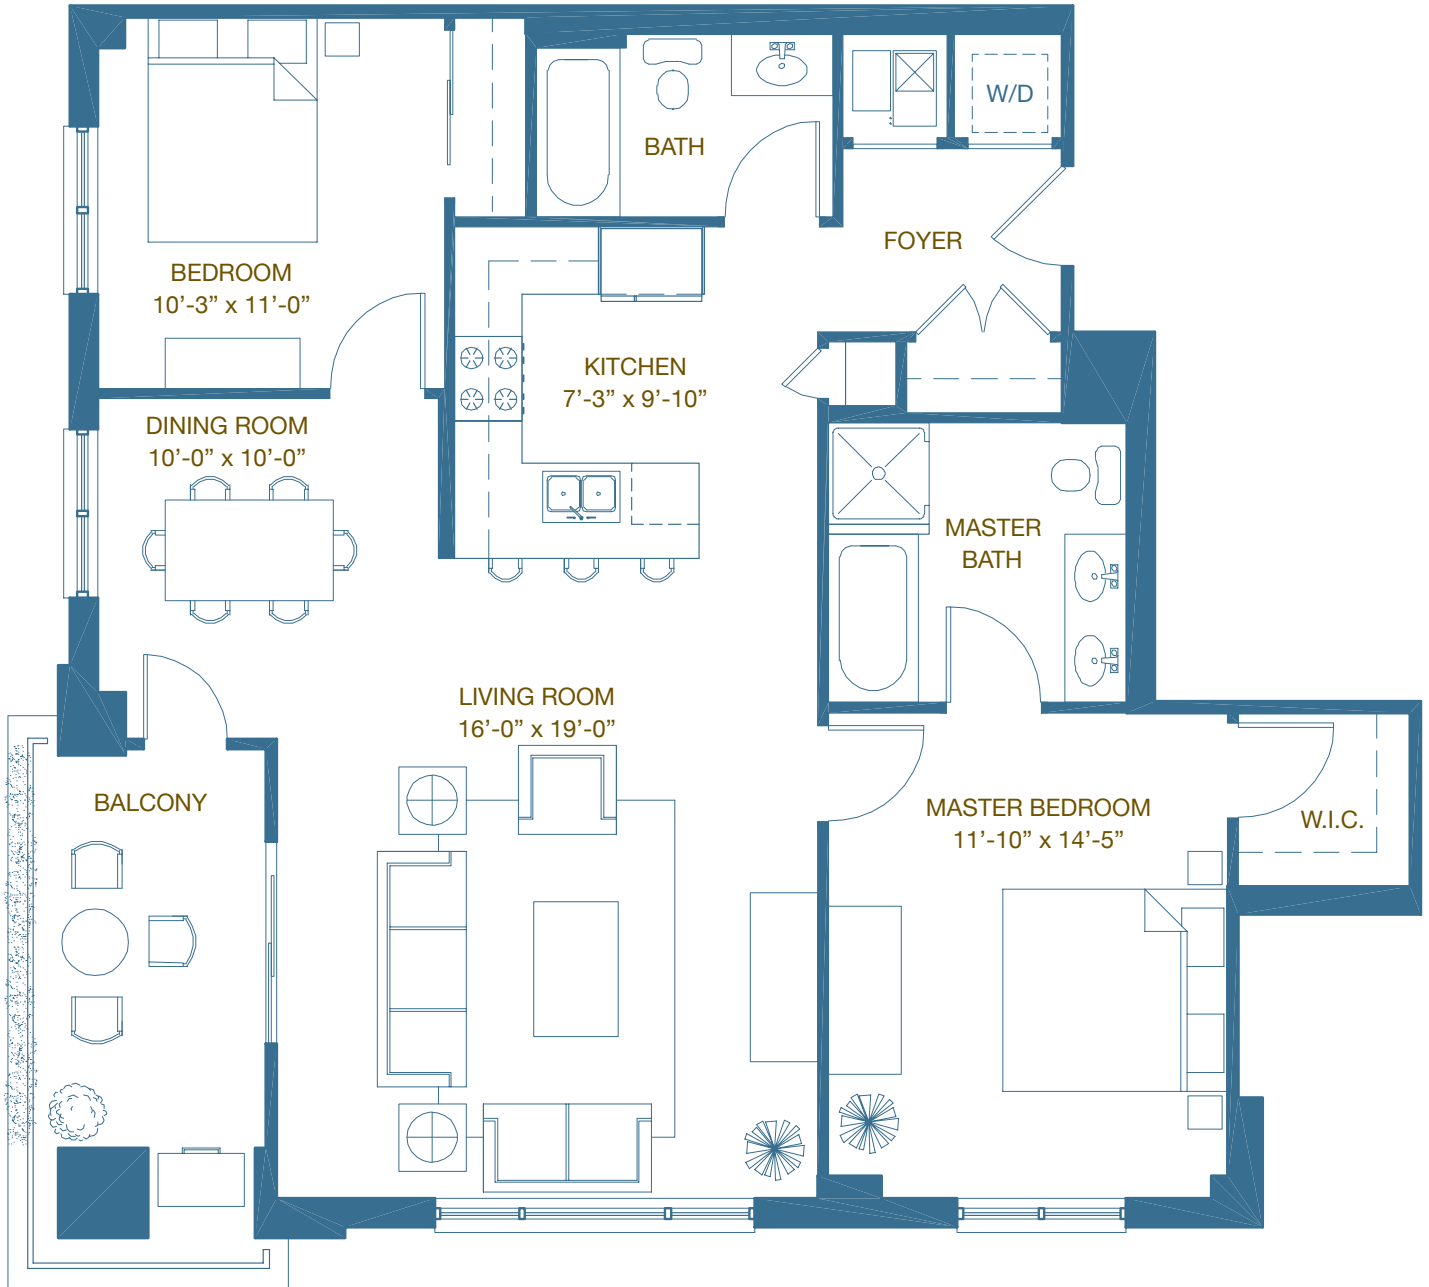 W/D
BATH
FOYER
BEDROOM
10’-3” x 11’-0”
KITCHEN
7’-3” x 9’-10”
DINING ROOM
10’-0” x 10’-0”
MASTER
BATH
LIVING ROOM
16’-0” x 19’-0”
BALCONY
MASTER BEDROOM
11’-10” x 14’-5”
W.I.C.